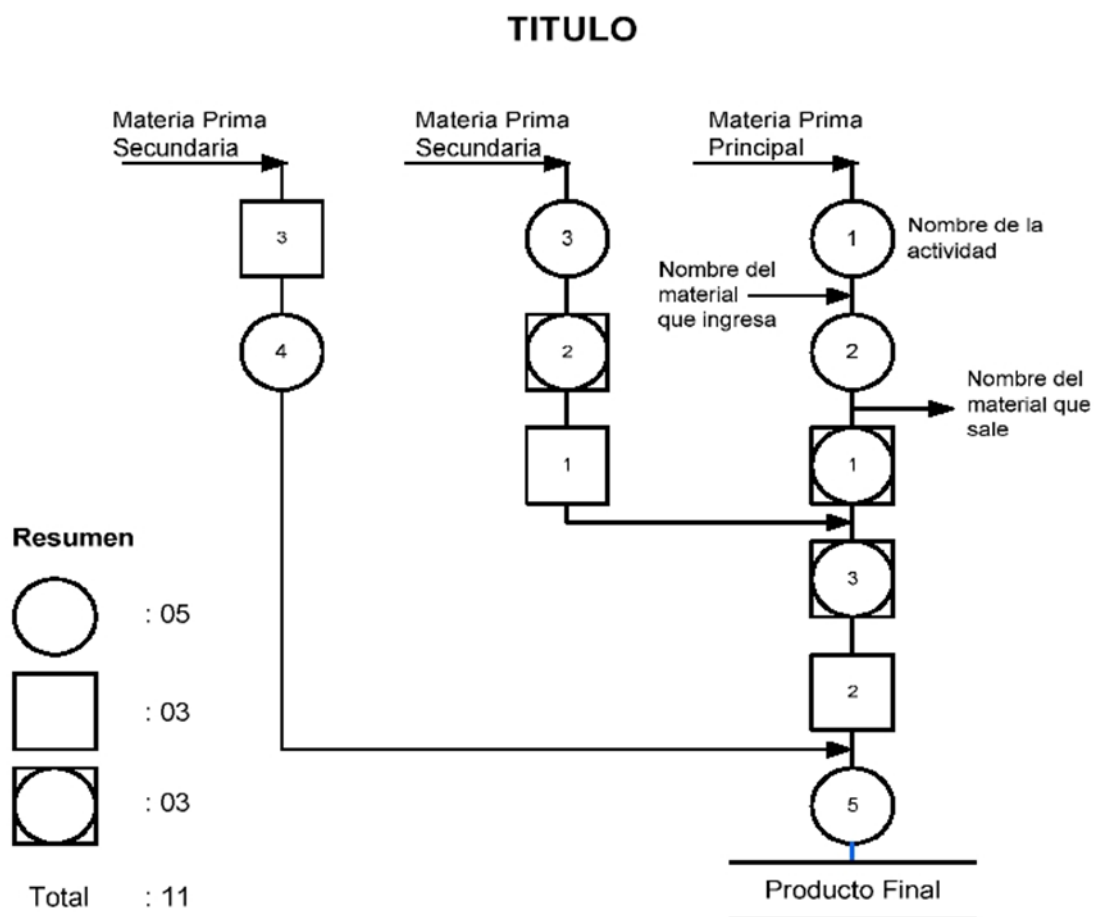 TITULO
Materia Prima
Secundaria
Materia Prima
Secundaria
Materia Prima
Principal
3
3
1
Nombre de la
actividad
Nombre del
material
que ingresa
4
2
2
Nombre del
material que
sale
1
1
Resumen
3
: 05
2
: 03
: 03
5
Total : 11
Producto Final